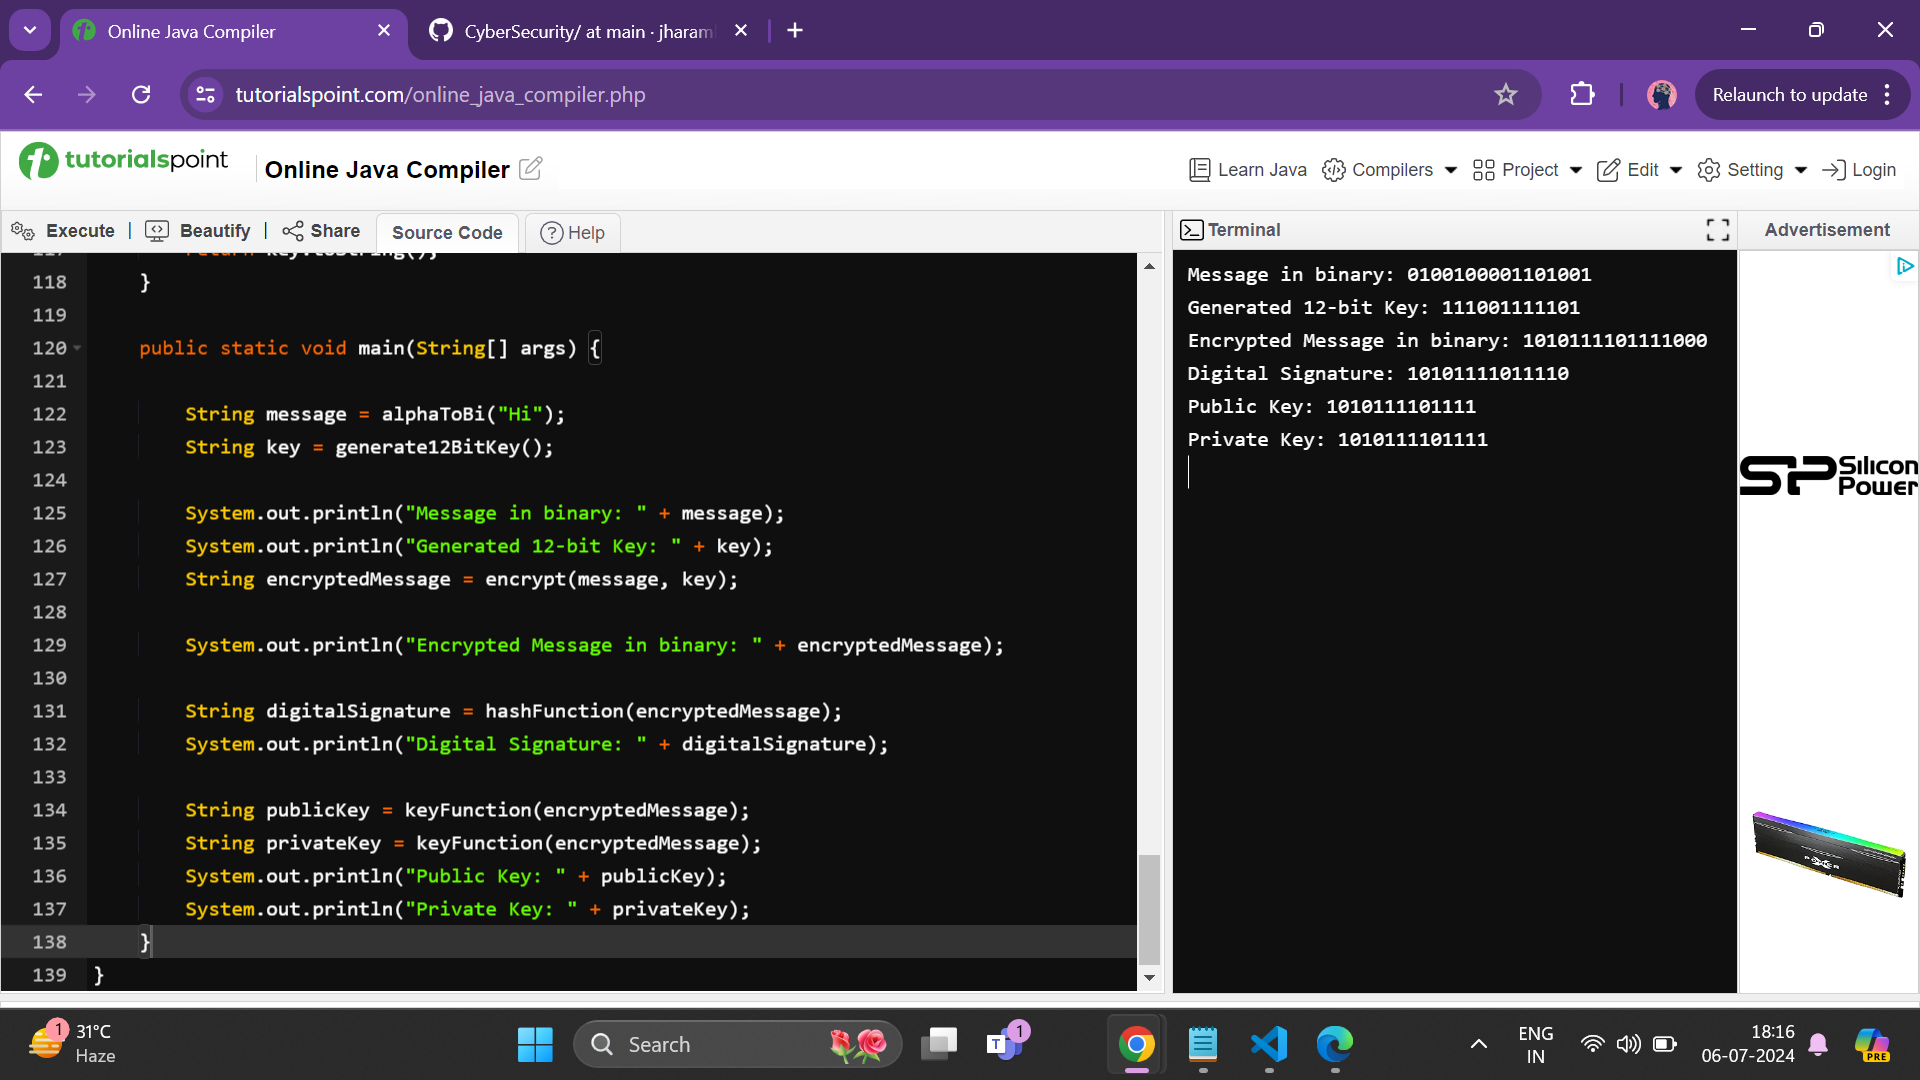 Online Java Compiler
CyberSecurity/ at main · jharam
tutorialspoint.com/online_java_compiler.php
Relaunch to update
tutorialspoint
Online Java Compiler
Learn Java
Compilers
Project
Edit
Setting
Login
Execute
Beautify
Share
Source Code
Help
Terminal
Advertisement
117 return key.toString();
118 }
119
120 public static void main(String[] args) {
121
122 String message = alphaToBi("Hi");
123 String key = generate12BitKey();
124
125 System.out.println("Message in binary: " + message);
126 System.out.println("Generated 12-bit Key: " + key);
127 String encryptedMessage = encrypt(message, key);
128
129 System.out.println("Encrypted Message in binary: " + encryptedMessage);
130
131 String digitalSignature = hashFunction(encryptedMessage);
132 System.out.println("Digital Signature: " + digitalSignature);
133
134 String publicKey = keyFunction(encryptedMessage);
135 String privateKey = keyFunction(encryptedMessage);
136 System.out.println("Public Key: " + publicKey);
137 System.out.println("Private Key: " + privateKey);
138 }
139 }
Message in binary: 0100100001101001
Generated 12-bit Key: 111001111101
Encrypted Message in binary: 1010111101111000
Digital Signature: 10101111011110
Public Key: 1010111101111
Private Key: 1010111101111
SP Silicon
Power
1
31°C
Haze
Search
T
1
ENG
IN
18:16
06-07-2024
PRE